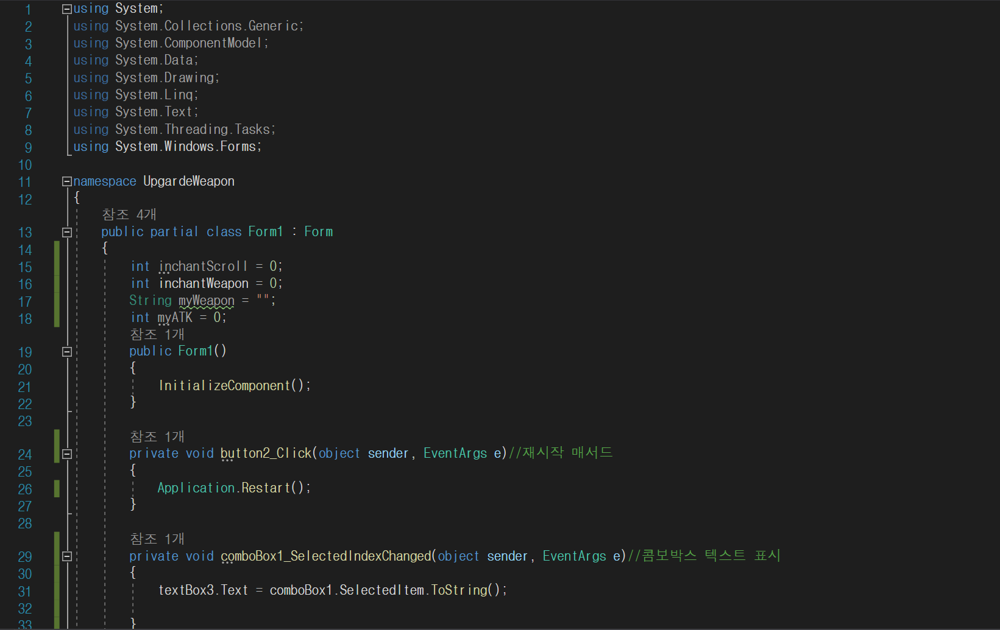 1 using System;
2 using System.Collections.Generic;
3 using System.ComponentModel;
4 using System.Data;
5 using System.Drawing;
6 using System.Linq;
7 using System.Text;
8 using System.Threading.Tasks;
9 using System.Windows.Forms;
10
11 namespace UpgardeWeapon
12 {
참조 4개
13 public partial class Form1 : Form
14 {
15 int inchantScroll = 0;
16 int inchantWeapon = 0;
17 String myWeapon = "";
18 int myATK = 0;
참조 1개
19 public Form1()
20 {
21 InitializeComponent();
22 }
23
참조 1개
24 private void button2_Click(object sender, EventArgs e)//재시작 매서드
25 {
26 Application.Restart();
27 }
28
참조 1개
29 private void comboBox1_SelectedIndexChanged(object sender, EventArgs e)//콤보박스 텍스트 표시
30 {
31 textBox3.Text = comboBox1.SelectedItem.ToString();
32
33 }